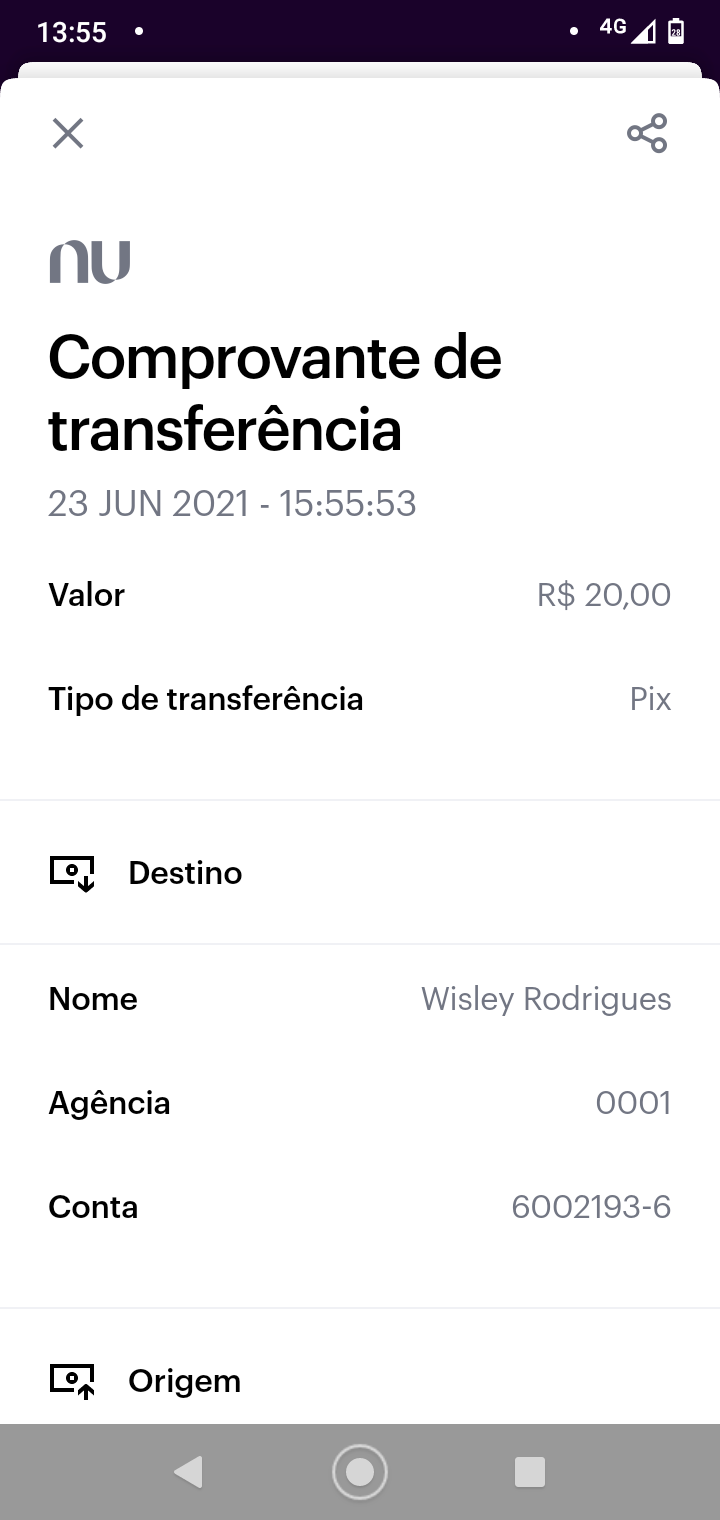 13:55
4G
28
nu
Comprovante de
transferência
23 JUN 2021 - 15:55:53
Valor R$ 20,00
Tipo de transferência Pix
Destino
Nome Wisley Rodrigues
Agência 0001
Conta 6002193-6
Origem